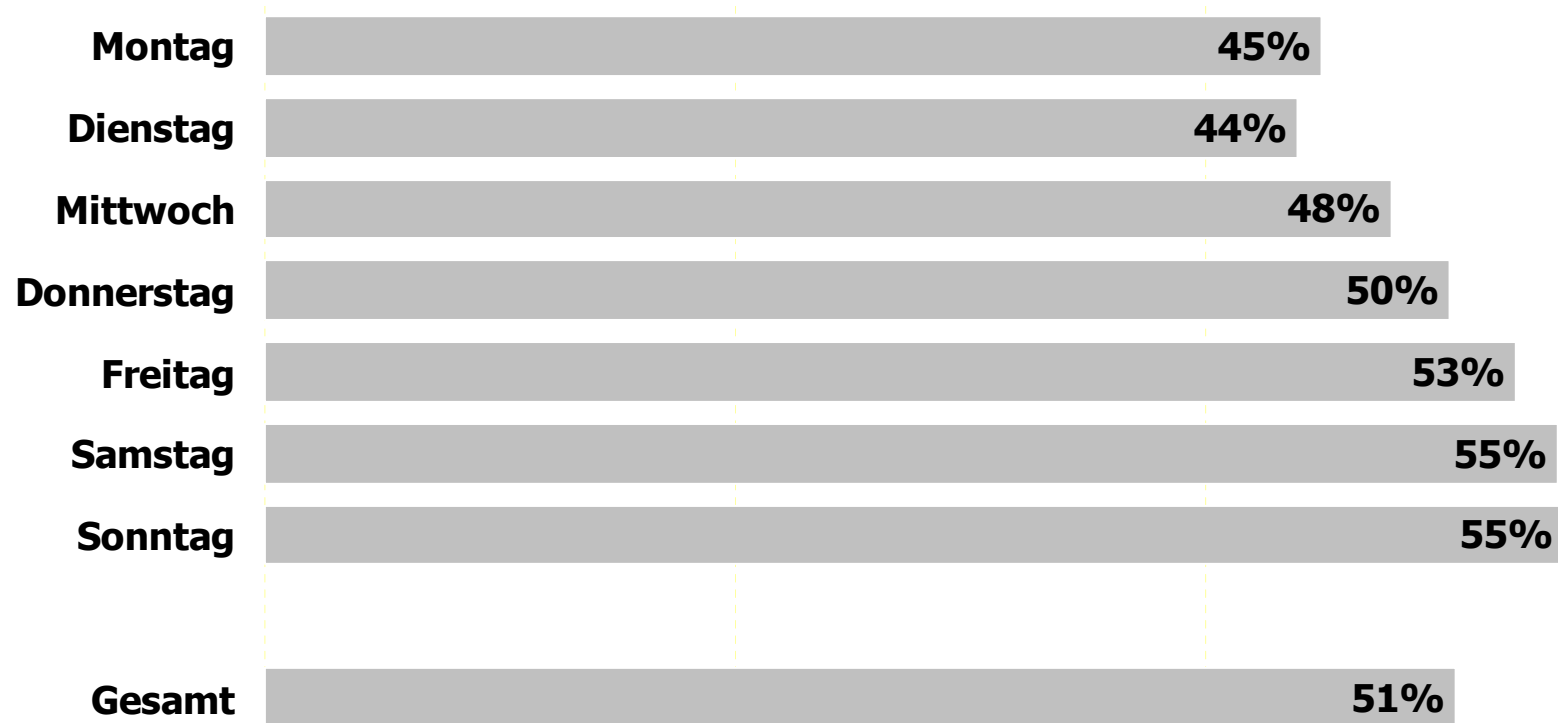 Montag 45%
Dienstag 44%
Mittwoch 48%
Donnerstag 50%
Freitag 53%
Samstag 55%
Sonntag 55%
Gesamt 51%